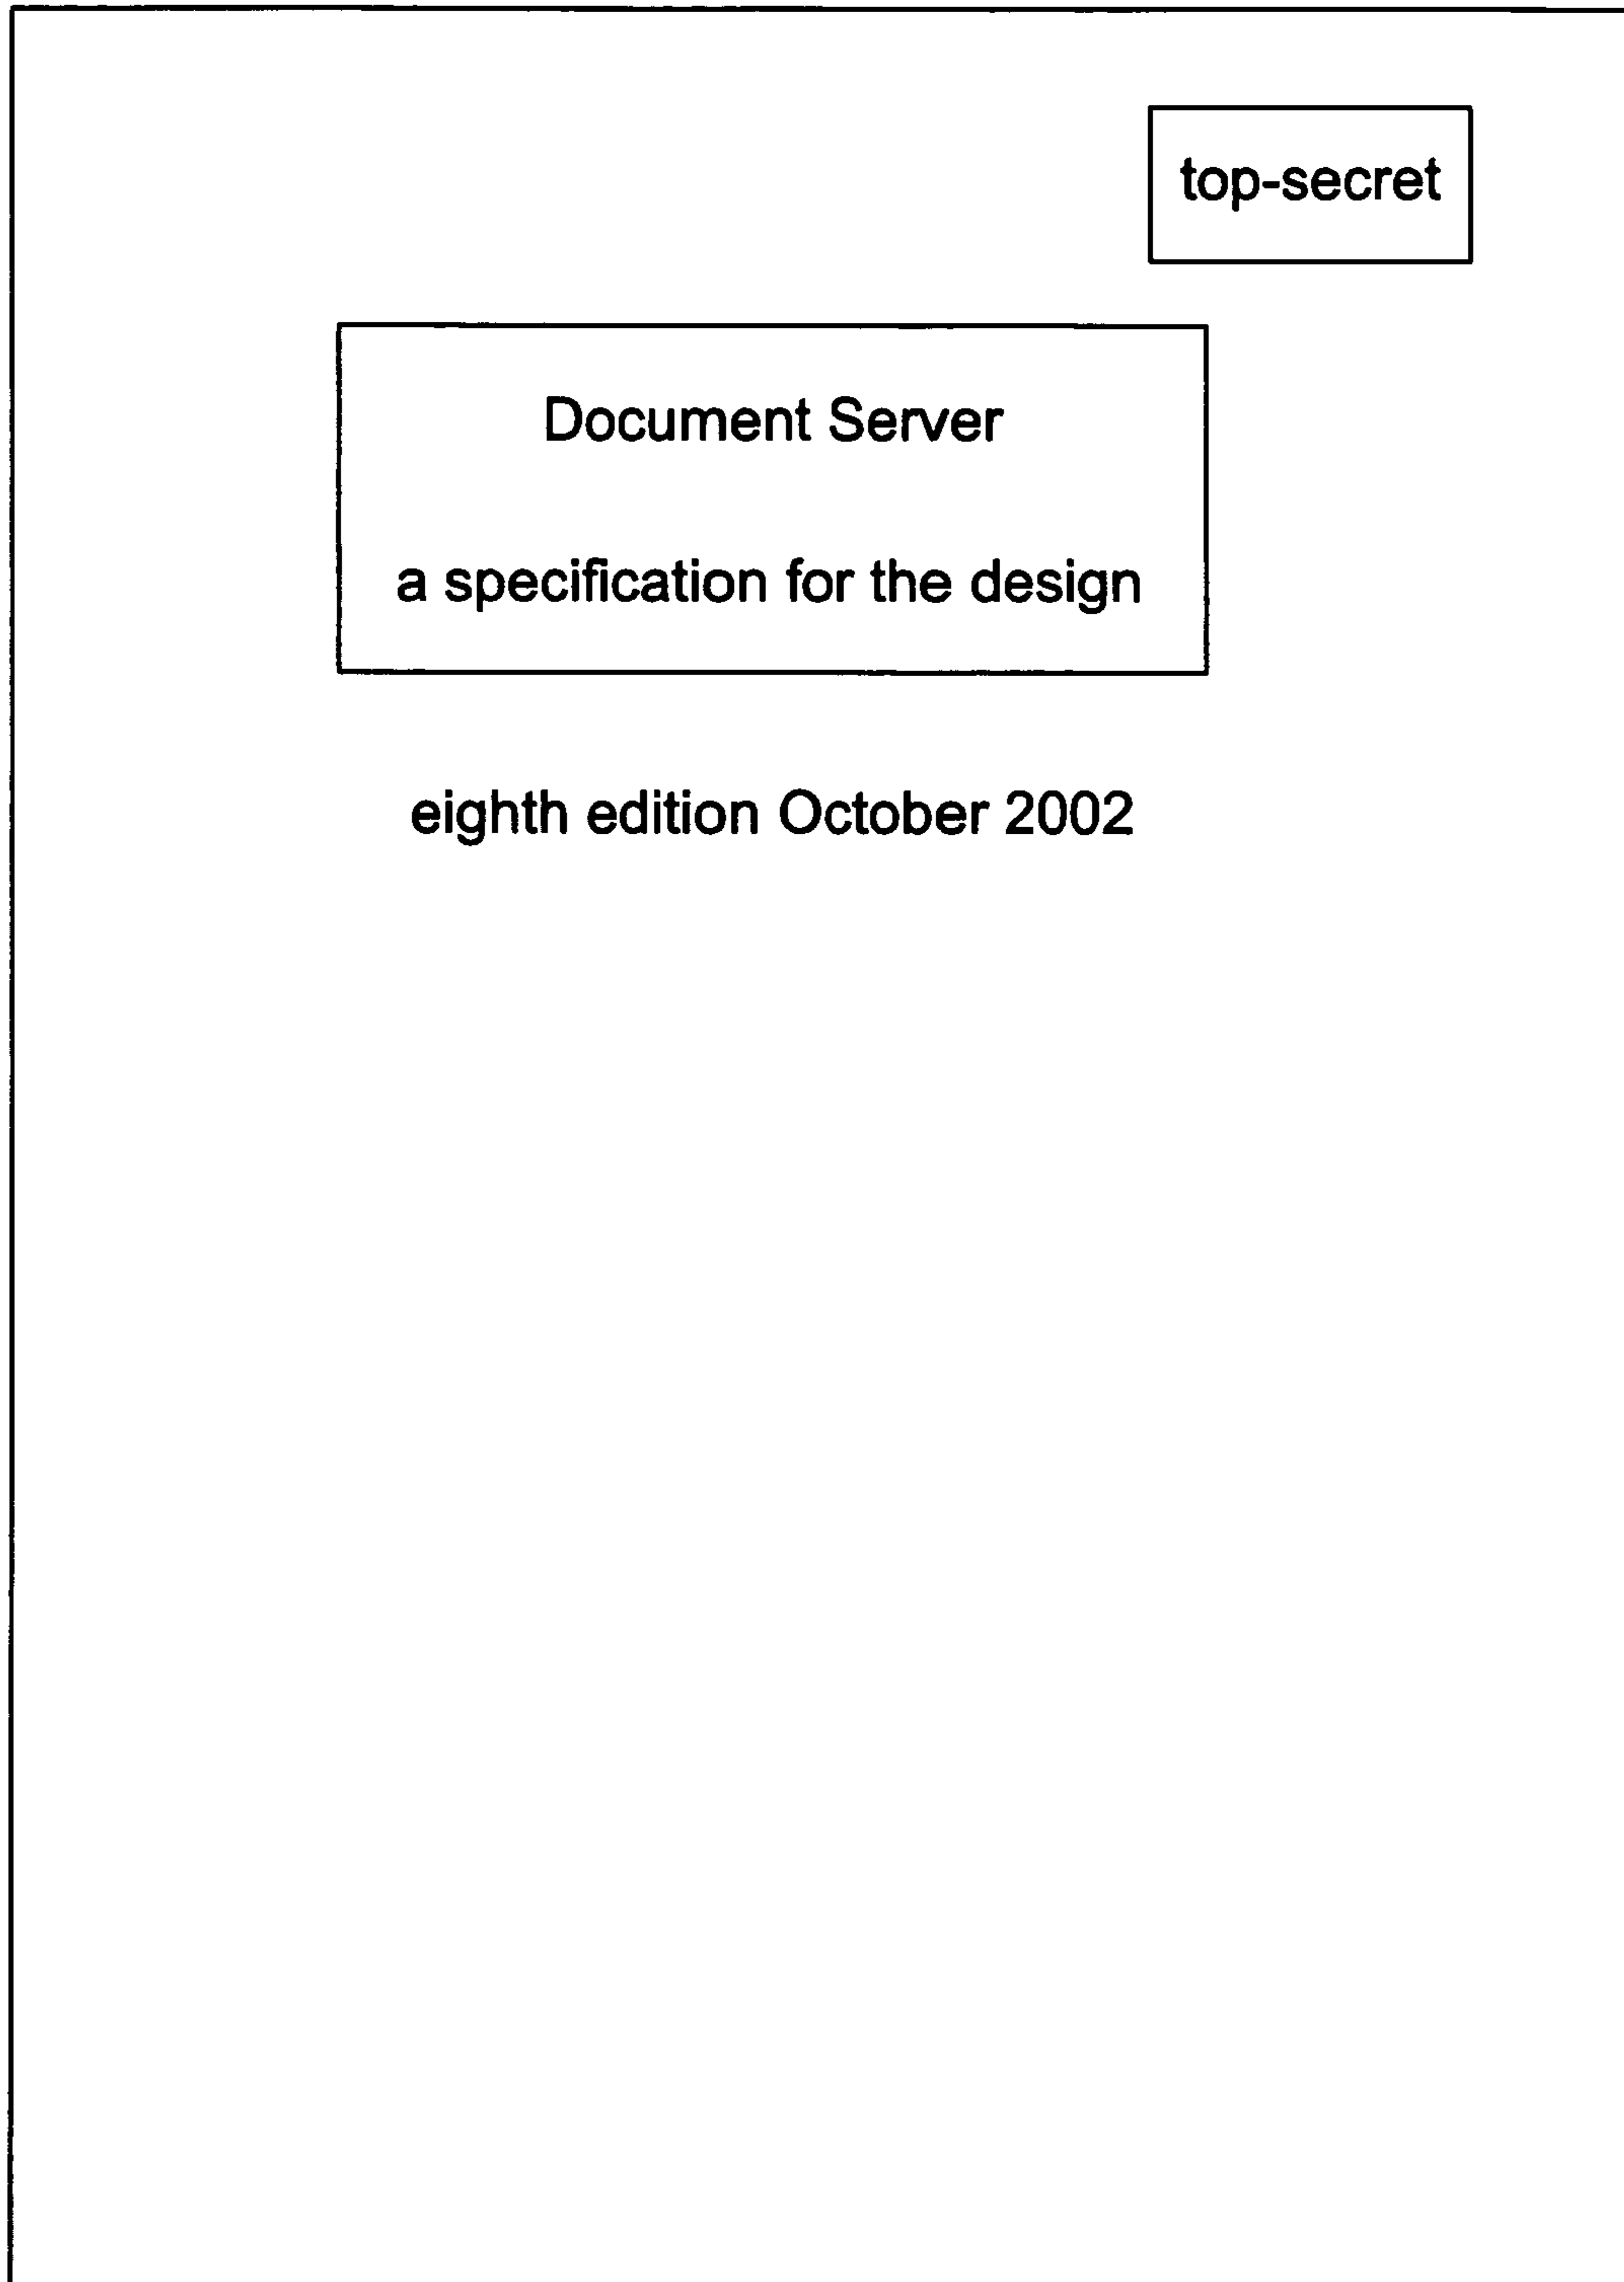 top-secret
Document Server
a specification for the design
eighth edition October 2002